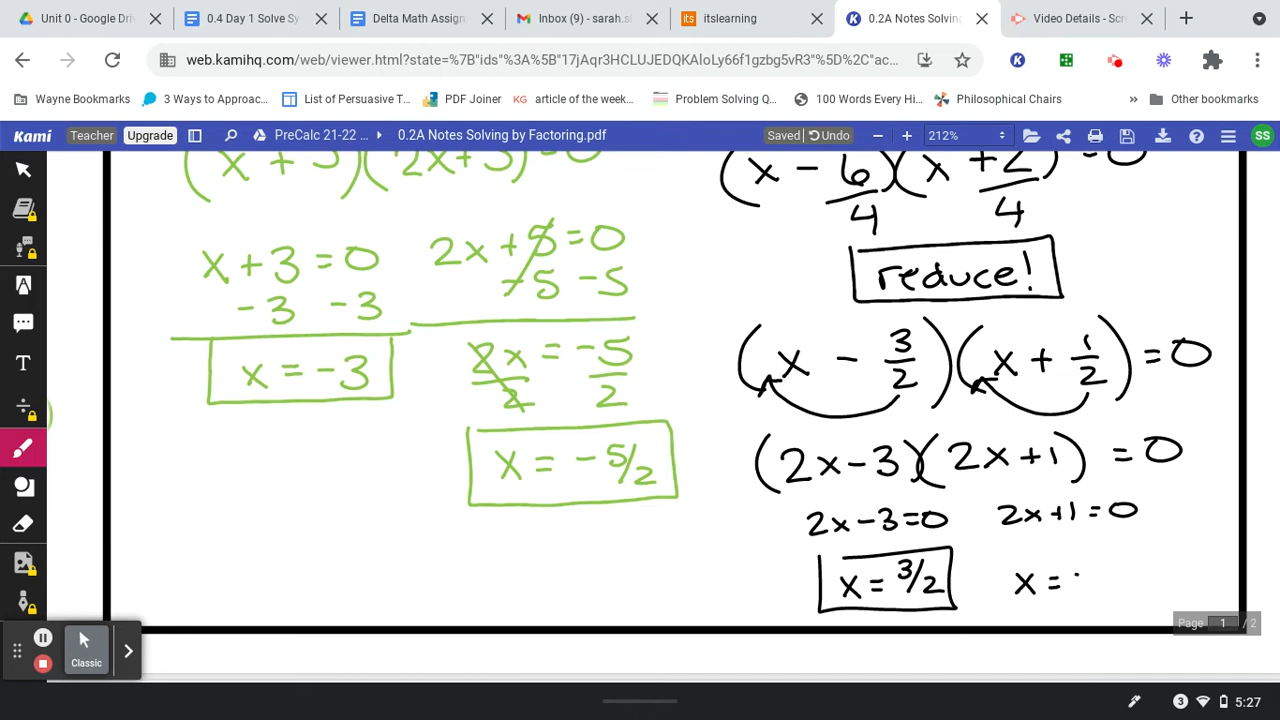 Unit 0 - Google Dri
0.4 Day 1 Solve Sy
Delta Math Assign
Inbox (9) - sarah.s
itslearning
0.2A Notes Solving
Video Details - Scr
web.kamihq.com/web/viewer.html?state=%7B"ids"%3A%5B"17jAqr3HCLUJEDQKAloLy66f1gzbg5vR3"%5D%2C"ac...
Wayne Bookmarks
3 Ways to Approac...
List of Persuasive T...
PDF Joiner
KG article of the week...
Problem Solving Q...
100 Words Every Hi...
Philosophical Chairs
»
Other bookmarks
Kami
Teacher
Upgrade
PreCalc 21-22 ...
0.2A Notes Solving by Factoring.pdf
Saved
Undo
212%
SS
(x + 3)(2x+5) =0
x+3 = 0
-3 -3
x = -3
2x +5 =0
-5 -5
2x = -5
2 2
x = - 5/2
(x - 6/4)(x + 2/4) =0
reduce!
(x - 3/2)(x + 1/2) =0
(2x-3)(2x+1) =0
2x-3=0 2x+1=0
x = 3/2 x =
Page 1 / 2
Classic
3 5:27